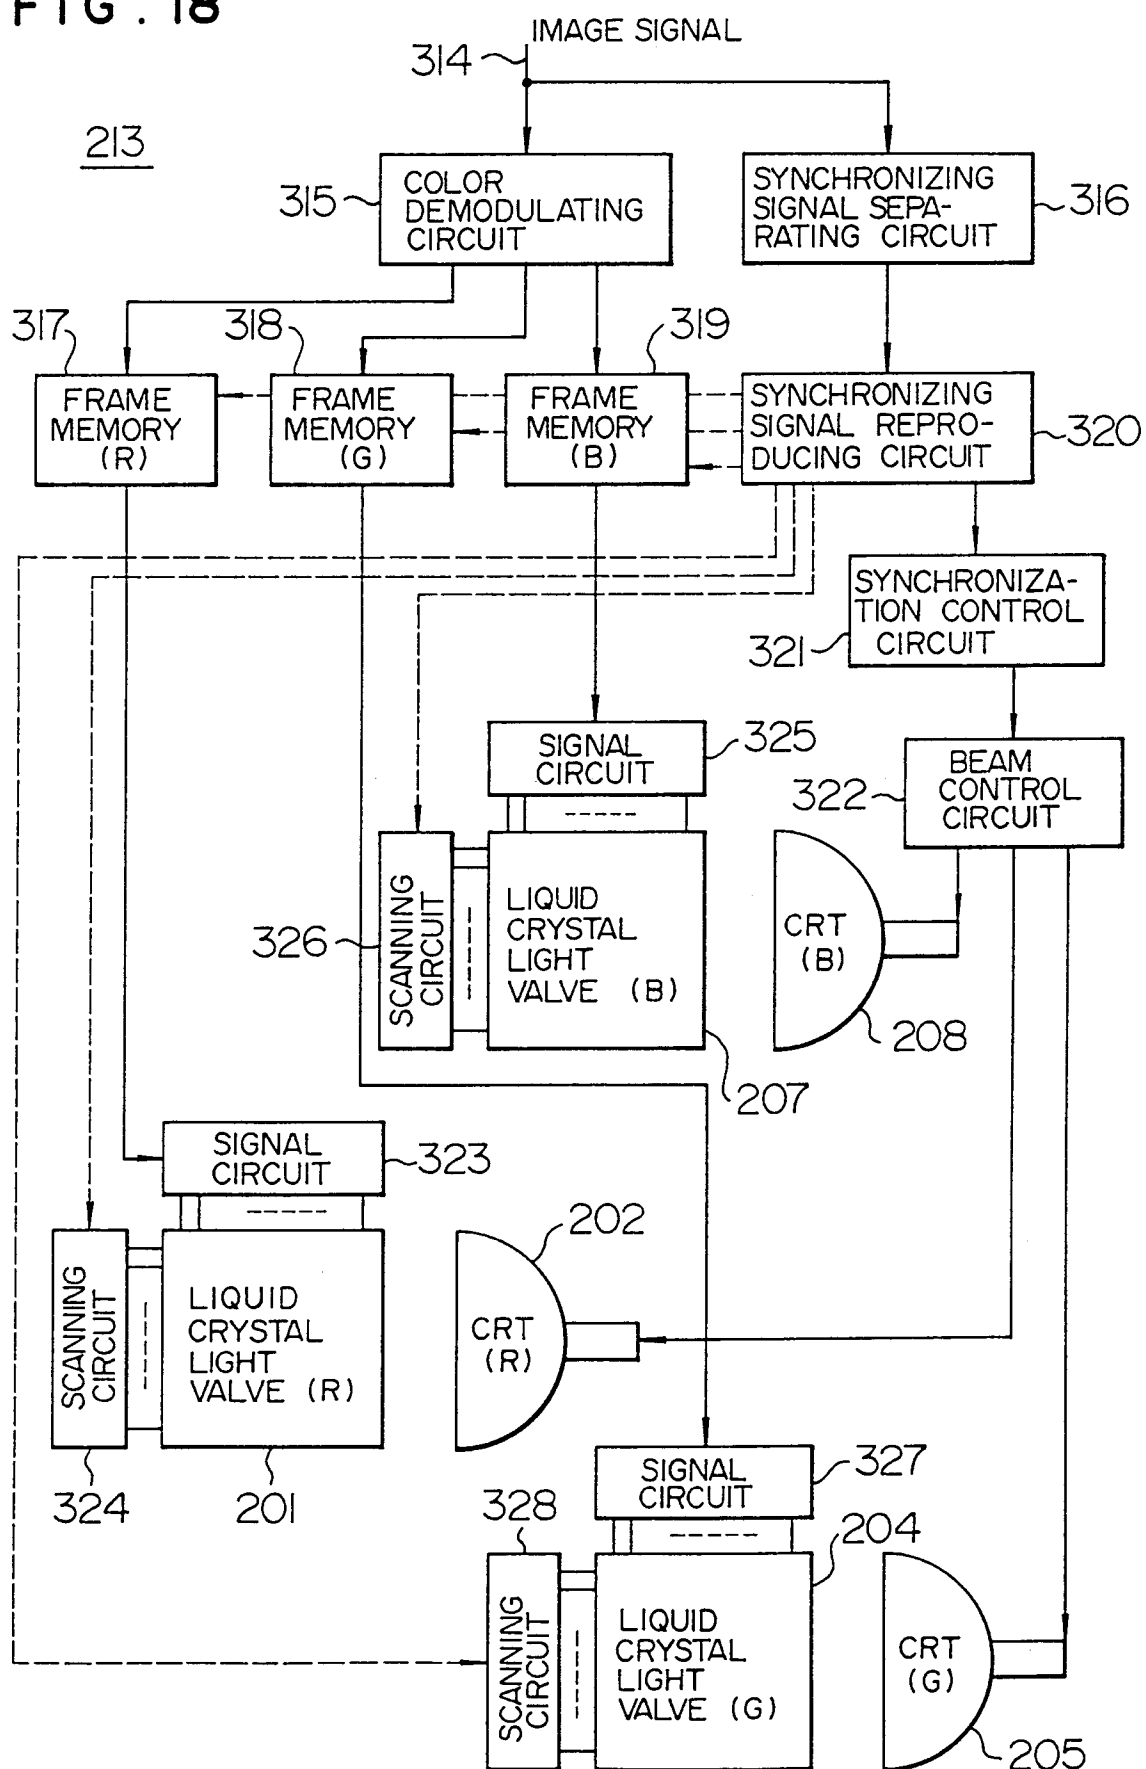 FIG. 18
IMAGE SIGNAL
314
213
315
COLOR
DEMODULATING
CIRCUIT
SYNCHRONIZING
SIGNAL SEPA-
RATING CIRCUIT
316
317
318
319
FRAME
MEMORY
(R)
FRAME
MEMORY
(G)
FRAME
MEMORY
(B)
SYNCHRONIZING
SIGNAL REPRO-
DUCING CIRCUIT
320
SYNCHRONIZA-
TION CONTROL
CIRCUIT
321
SIGNAL
CIRCUIT
325
BEAM
CONTROL
CIRCUIT
322
SCANNING
CIRCUIT
326
LIQUID
CRYSTAL
LIGHT
VALVE (B)
207
CRT
(B)
208
SIGNAL
CIRCUIT
323
SCANNING
CIRCUIT
324
LIQUID
CRYSTAL
LIGHT
VALVE (R)
201
202
CRT
(R)
SIGNAL
CIRCUIT
327
328
204
SCANNING
CIRCUIT
LIQUID
CRYSTAL
LIGHT
VALVE (G)
CRT
(G)
205